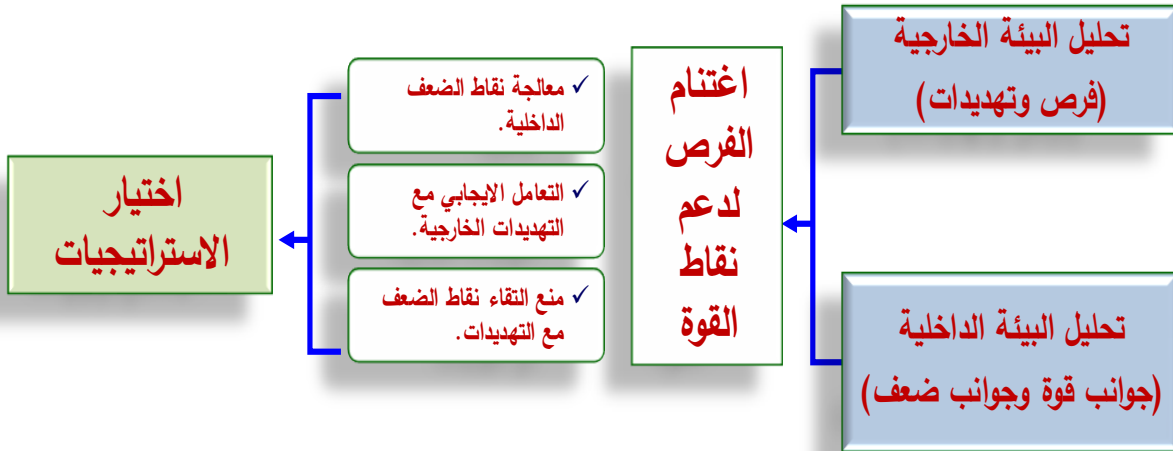 تحليل البيئة الخارجية
(فرص وتهديدات)
تحليل البيئة الداخلية
(جوانب قوة وجوانب ضعف)
اغتنام
الفرص
لدعم
نقاط
القوة
✓ معالجة نقاط الضعف
الداخلية.
✓ التعامل الايجابي مع
التهديدات الخارجية.
✓ منع التقاء نقاط الضعف
مع التهديدات.
اختيار
الاستراتيجيات